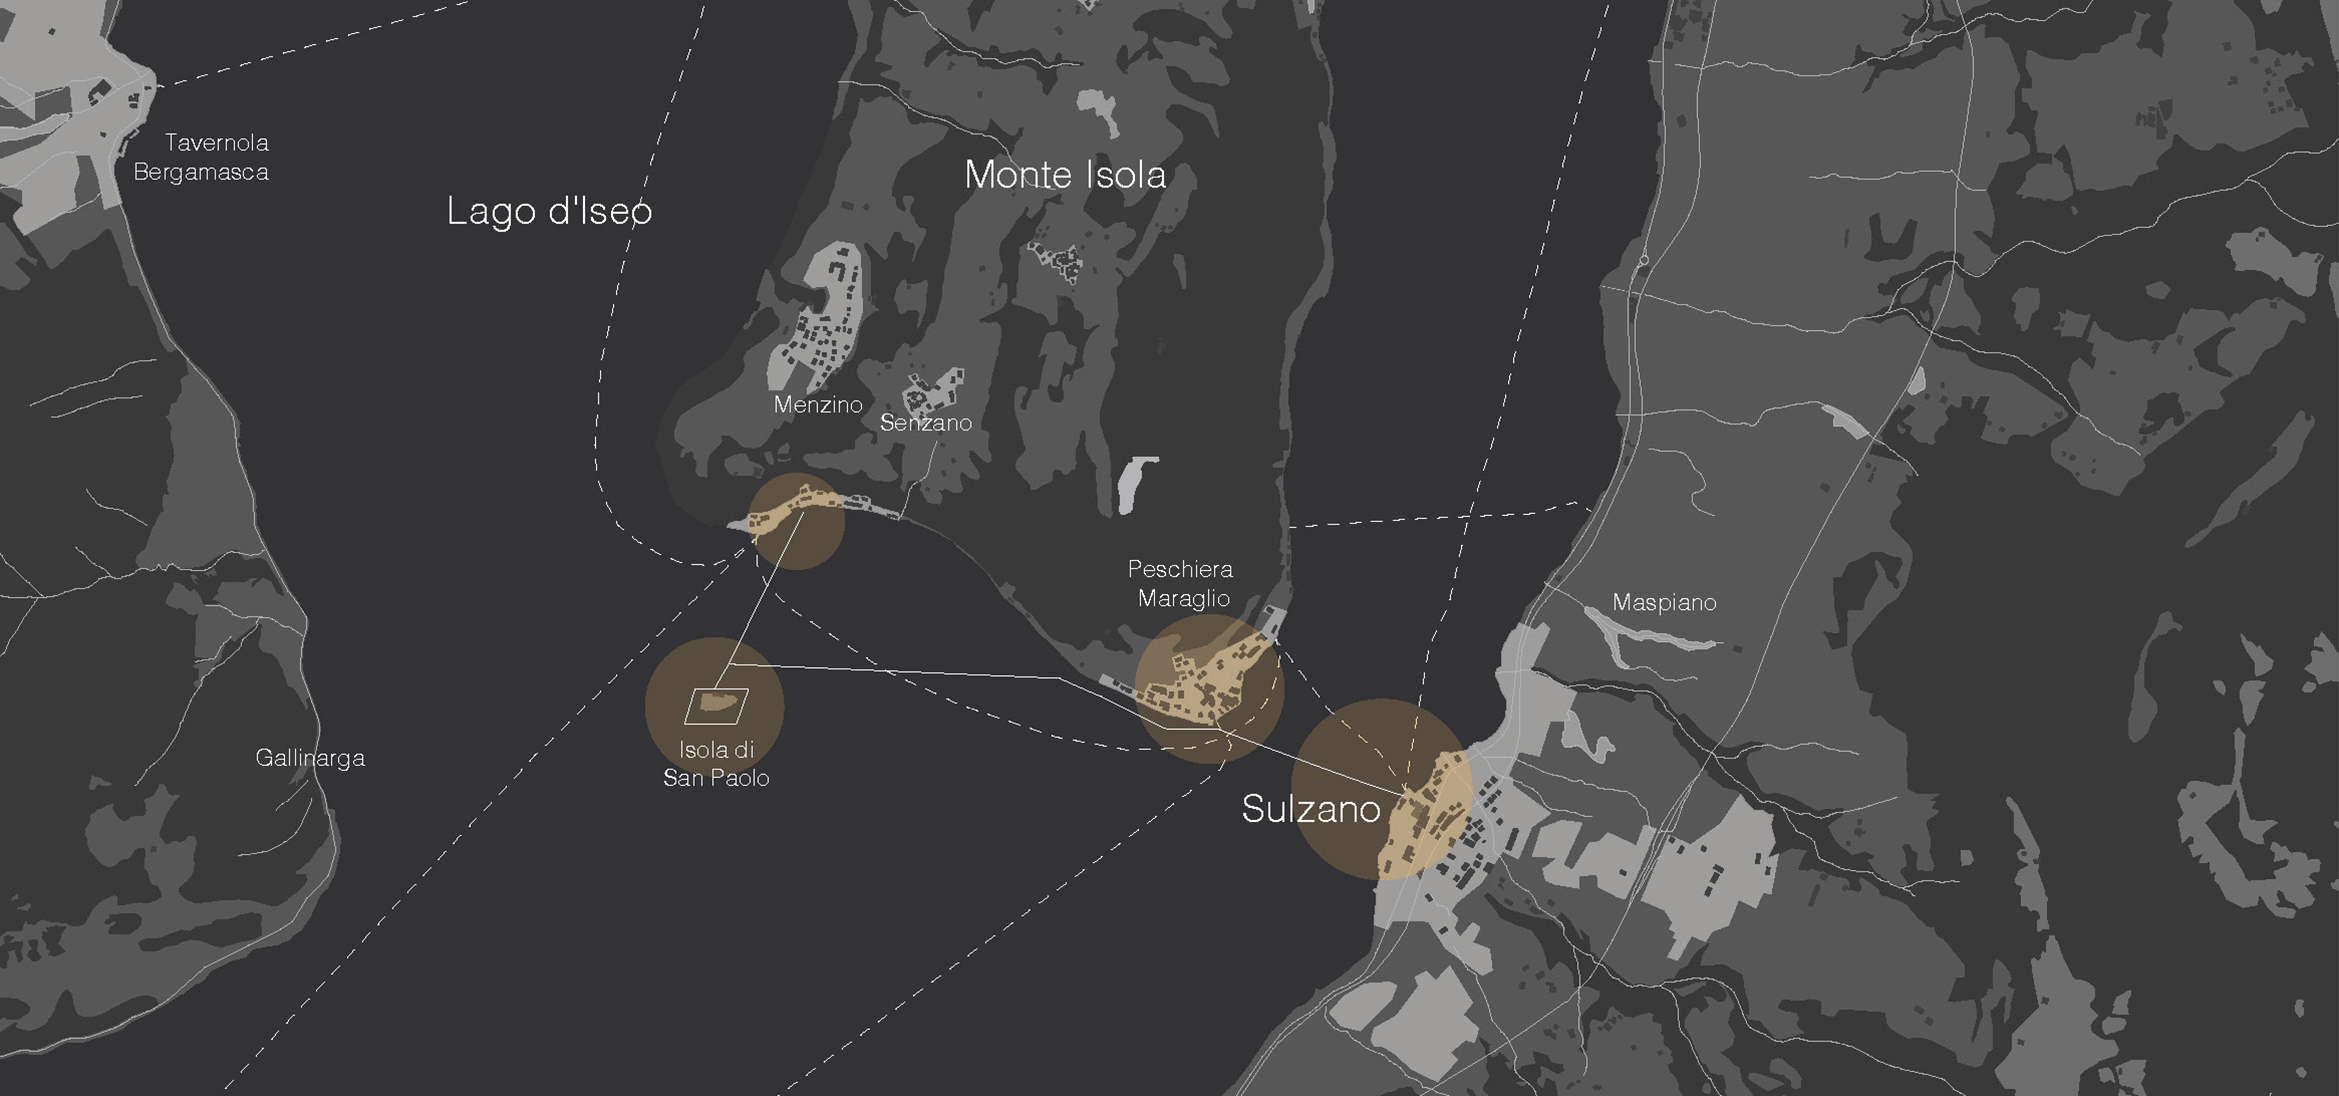 Tavernola
Bergamasca
Lago d'Iseo
Monte Isola
Menzino
Senzano
Peschiera
Maraglio
Maspiano
Isola di
San Paolo
Gallinarga
Sulzano